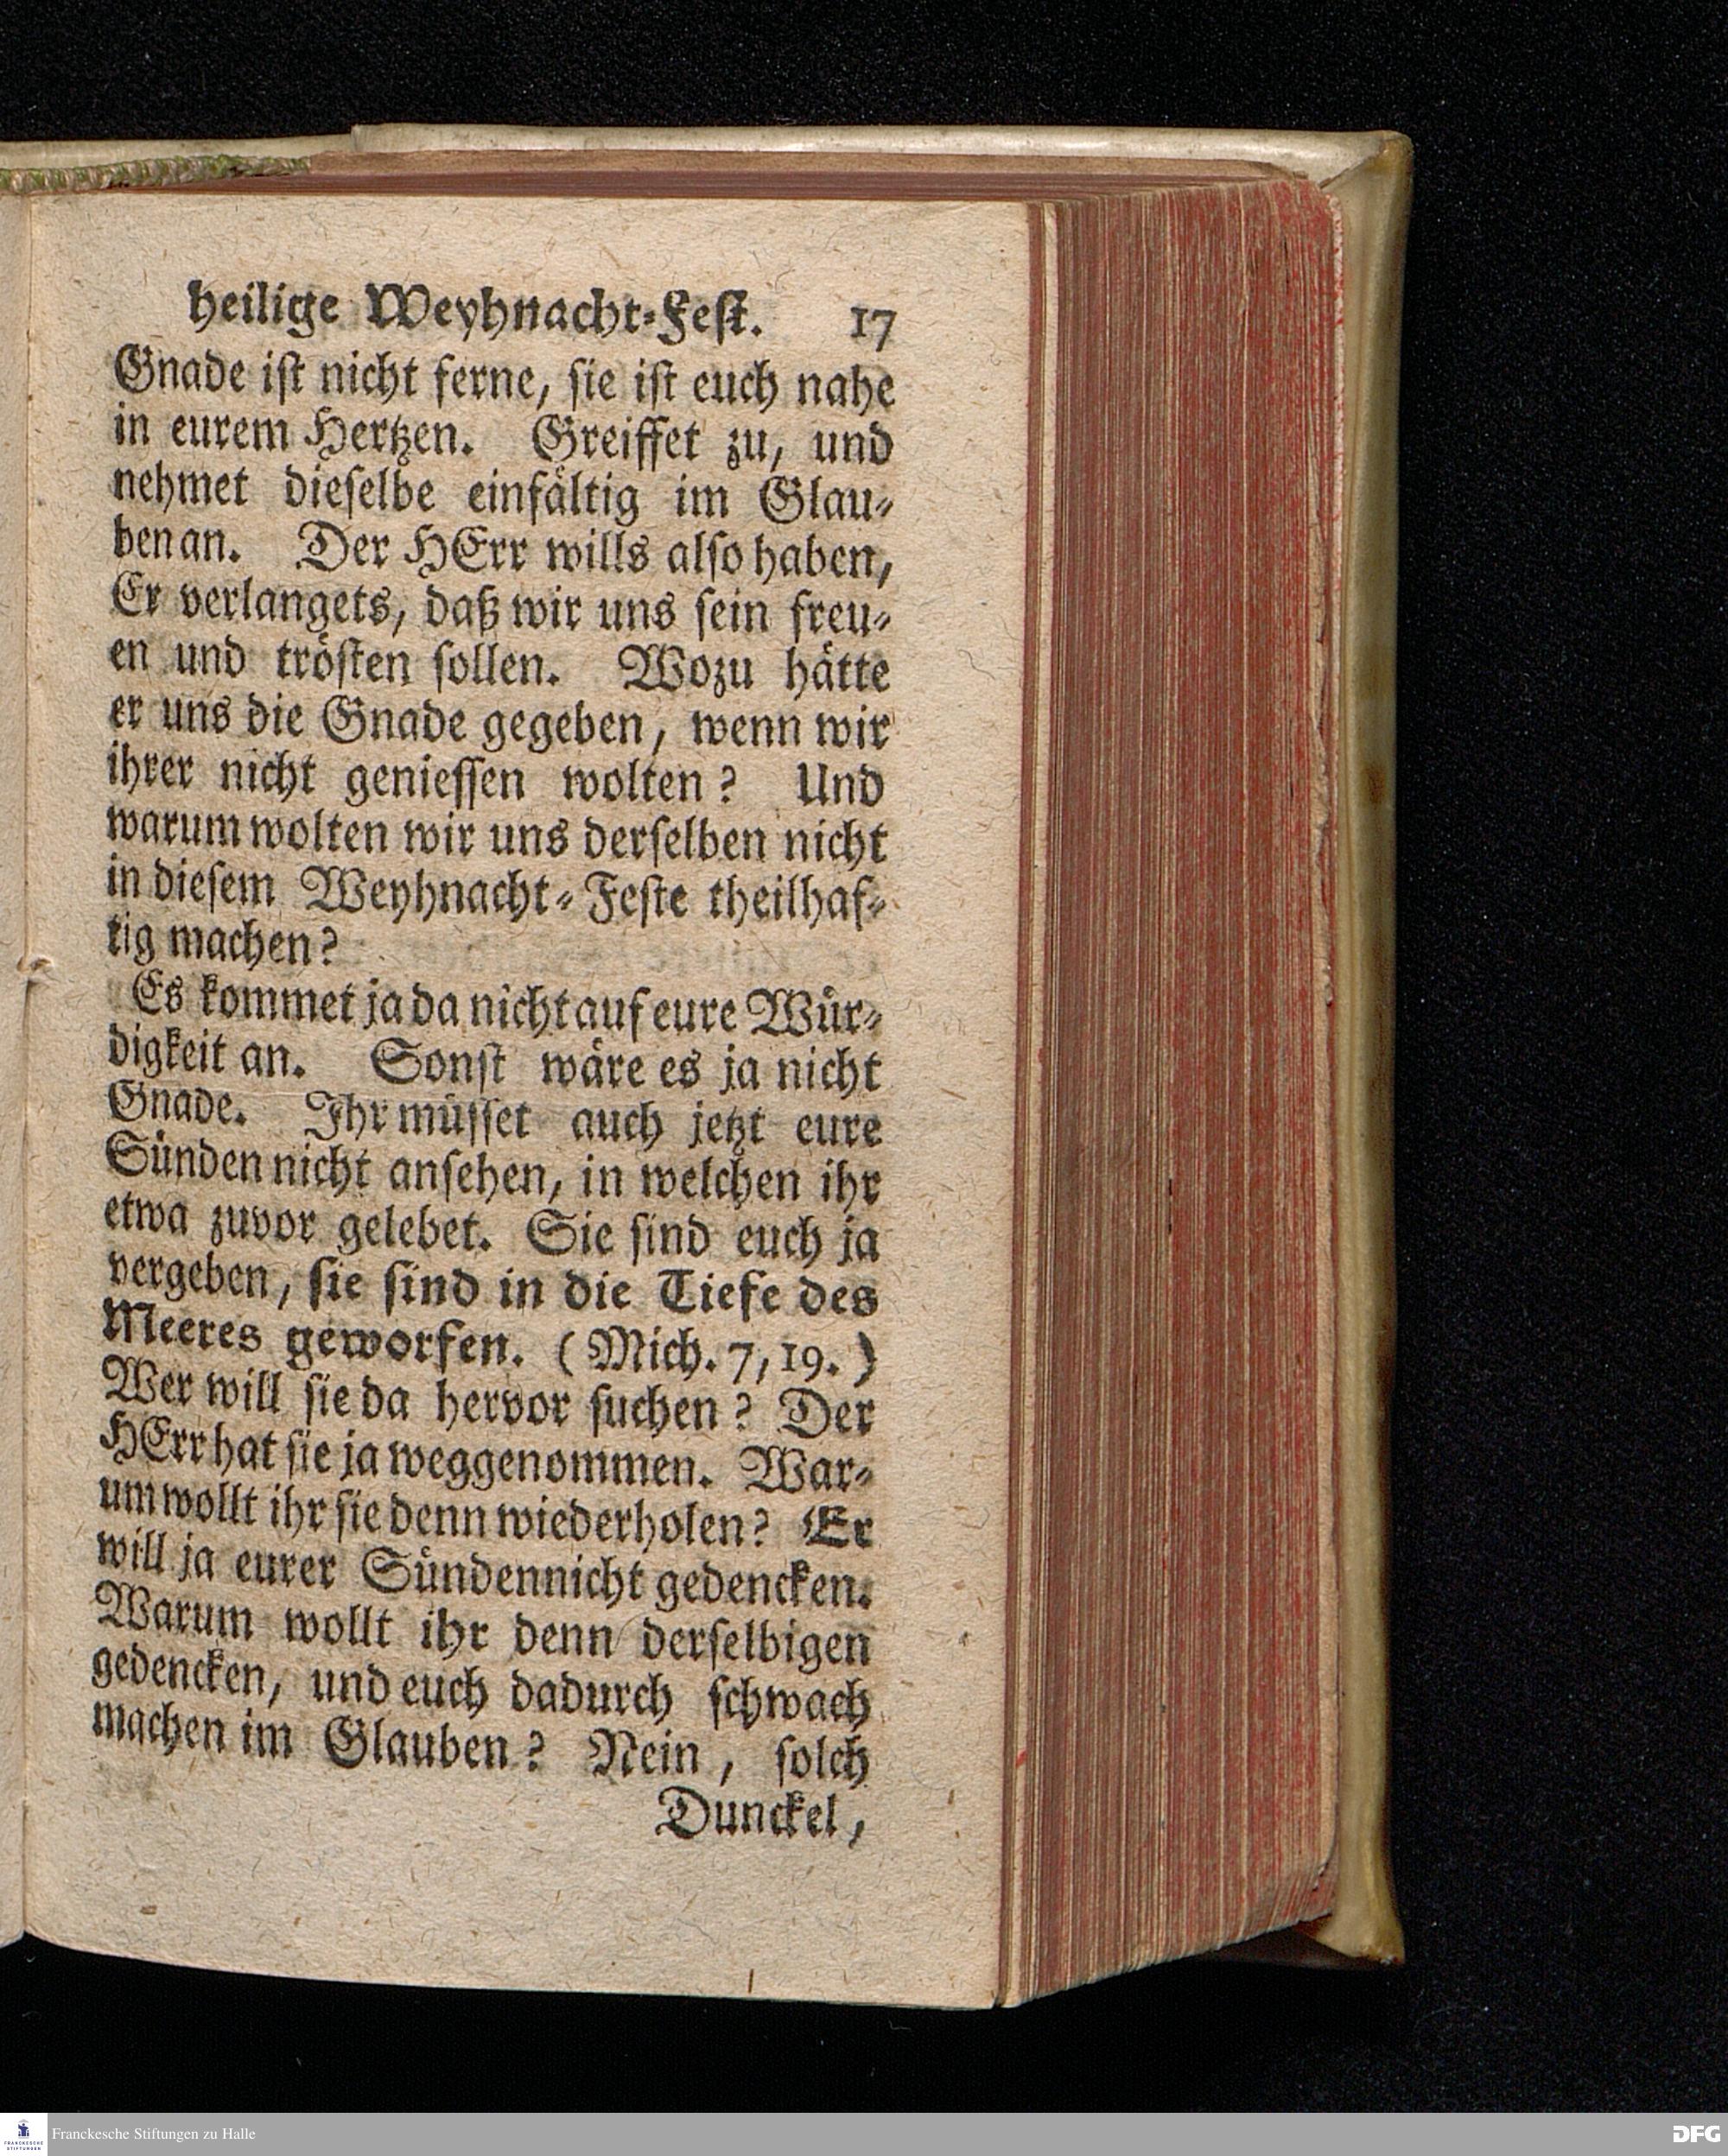 heilige Weyhnacht-Fest. 17
Gnade ist nicht ferne, sie ist euch nahe
in eurem Hertzen. Greiffet zu, und
nehmet dieselbe einfältig im Glau-
ben an. Der HErr wills also haben,
Er verlangets, daß wir uns sein freu-
en und trösten sollen. Wozu hätte
er uns die Gnade gegeben, wenn wir
ihrer nicht geniessen wolten? Und
warum wolten wir uns derselben nicht
in diesem Weyhnacht-Feste theilhaf-
tig machen?
Es kommet ja da nicht auf eure Wür-
digkeit an. Sonst wäre es ja nicht
Gnade. Ihr müsset auch jetzt eure
Sünden nicht ansehen, in welchen ihr
etwa zuvor gelebet. Sie sind euch ja
vergeben, sie sind in die Tiefe des
Meeres geworfen. (Mich. 7, 19.)
Wer will sie da hervor suchen? Der
HErr hat sie ja weggenommen. War-
um wollt ihr sie denn wiederholen? Er
will ja eurer Sünden nicht gedencken.
Warum wollt ihr denn derselbigen
gedencken, und euch dadurch schwach
machen im Glauben? Nein, solch
Dunckel,
FRANCKESCHE
STIFTUNGEN
Franckesche Stiftungen zu Halle
DFG